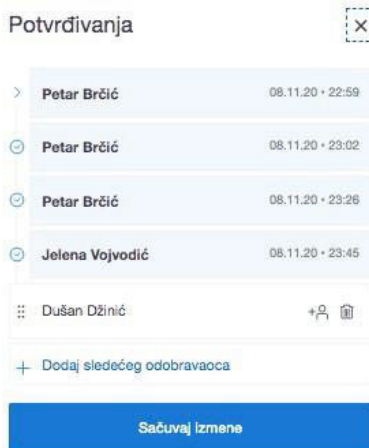 Potvrđivanja
Petar Brčić 08.11.20 • 22:59
Petar Brčić 08.11.20 • 23:02
Petar Brčić 08.11.20 • 23:26
Jelena Vojvodić 08.11.20 • 23:45
Dušan Džinić
+ Dodaj sledećeg odobravaoca
Sačuvaj izmene